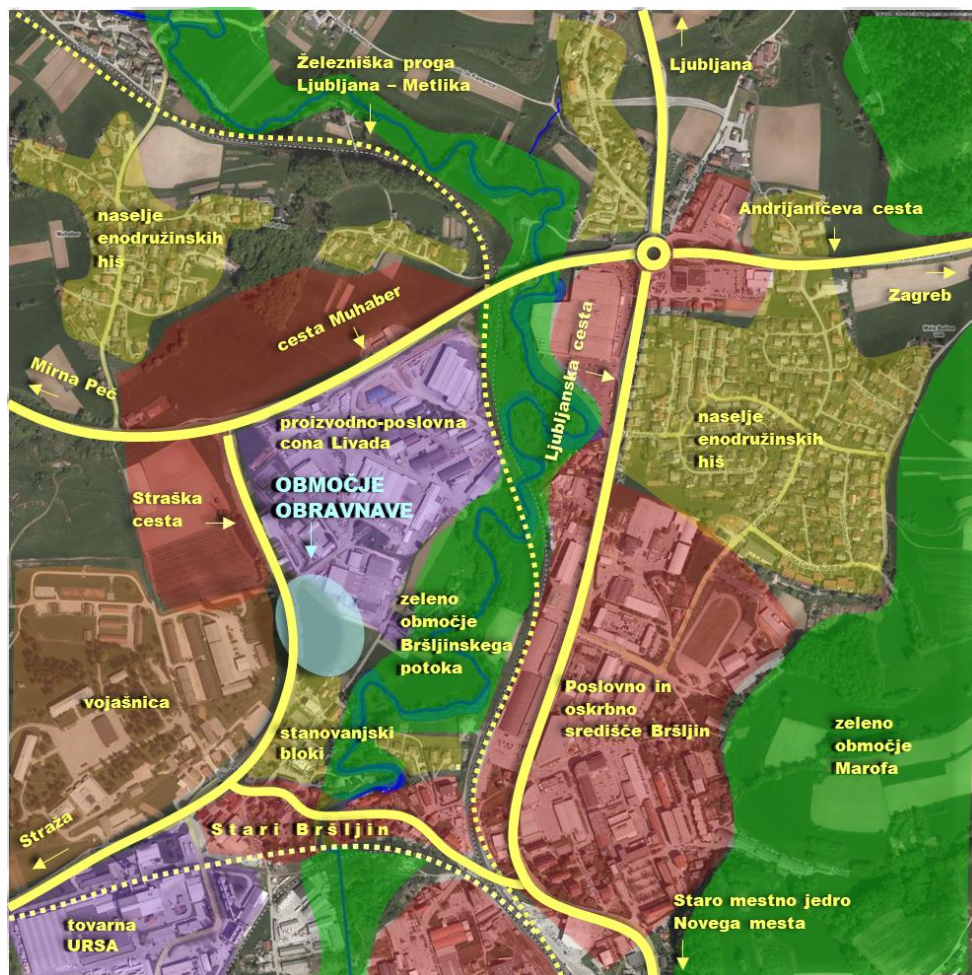 Železniška proga
Ljubljana – Metlika
Ljubljana
naselje
enodružinskih
hiš
Andrijaničeva cesta
Zagreb
cesta Muhaber
Mirna Peč
Ljubljanska cesta
proizvodno-poslovna
cona Livada
naselje
enodružinskih
hiš
OBMOČJE
OBRAVNAVE
Straška
cesta
zeleno
območje
Bršljinskega
potoka
vojašnica
Poslovno in
oskrbno
središče Bršljin
stanovanjski
bloki
zeleno
območje
Marofa
Straža
Stari Bršljin
Staro mestno jedro
Novega mesta
tovarna
URSA